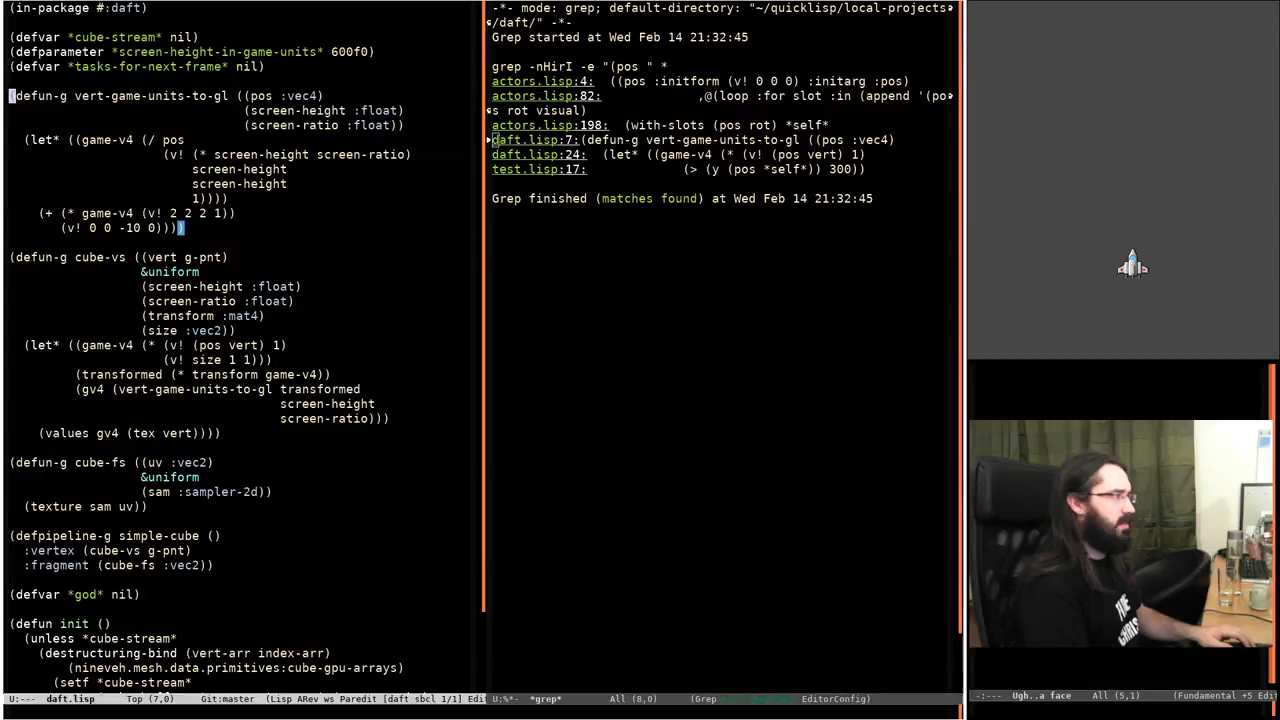 (in-package #:daft)
(defvar *cube-stream* nil)
(defparameter *screen-height-in-game-units* 600f0)
(defvar *tasks-for-next-frame* nil)
(defun-g vert-game-units-to-gl ((pos :vec4)
(screen-height :float)
(screen-ratio :float))
(let* ((game-v4 (/ pos
(v! (* screen-height screen-ratio)
screen-height
screen-height
1))))
(+ (* game-v4 (v! 2 2 2 1))
(v! 0 0 -10 0))))
(defun-g cube-vs ((vert g-pnt)
&uniform
(screen-height :float)
(screen-ratio :float)
(transform :mat4)
(size :vec2))
(let* ((game-v4 (* (v! (pos vert) 1)
(v! size 1 1)))
(transformed (* transform game-v4))
(gv4 (vert-game-units-to-gl transformed
screen-height
screen-ratio)))
(values gv4 (tex vert))))
(defun-g cube-fs ((uv :vec2)
&uniform
(sam :sampler-2d))
(texture sam uv))
(defpipeline-g simple-cube ()
:vertex (cube-vs g-pnt)
:fragment (cube-fs :vec2))
(defvar *god* nil)
(defun init ()
(unless *cube-stream*
(destructuring-bind (vert-arr index-arr)
(nineveh.mesh.data.primitives:cube-gpu-arrays)
(setf *cube-stream*
U:--- daft.lisp Top (7,0) Git:master (Lisp ARev ws Paredit [daft sbcl 1/1] Edi
-*- mode: grep; default-directory: "~/quicklisp/local-projects
/daft/" -*-
Grep started at Wed Feb 14 21:32:45
grep -nHirI -e "(pos " *
actors.lisp:4: ((pos :initform (v! 0 0 0) :initarg :pos)
actors.lisp:82: ,@(loop :for slot :in (append '(po
s rot visual)
actors.lisp:198: (with-slots (pos rot) *self*
daft.lisp:7:(defun-g vert-game-units-to-gl ((pos :vec4)
daft.lisp:24: (let* ((game-v4 (* (v! (pos vert) 1)
test.lisp:17: (> (y (pos *self*)) 300))
Grep finished (matches found) at Wed Feb 14 21:32:45
U:%*- *grep* All (8,0) (Grep EditorConfig)
-:--- Ugh..a face All (5,1) (Fundamental +5 Edi